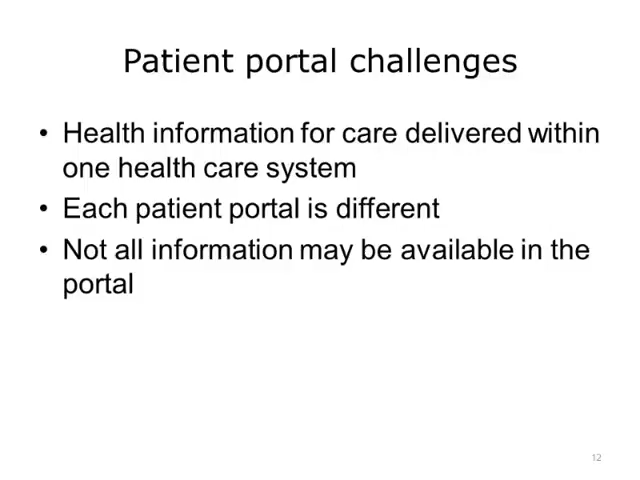 Patient portal challenges
• Health information for care delivered within
one health care system
• Each patient portal is different
• Not all information may be available in the
portal
12